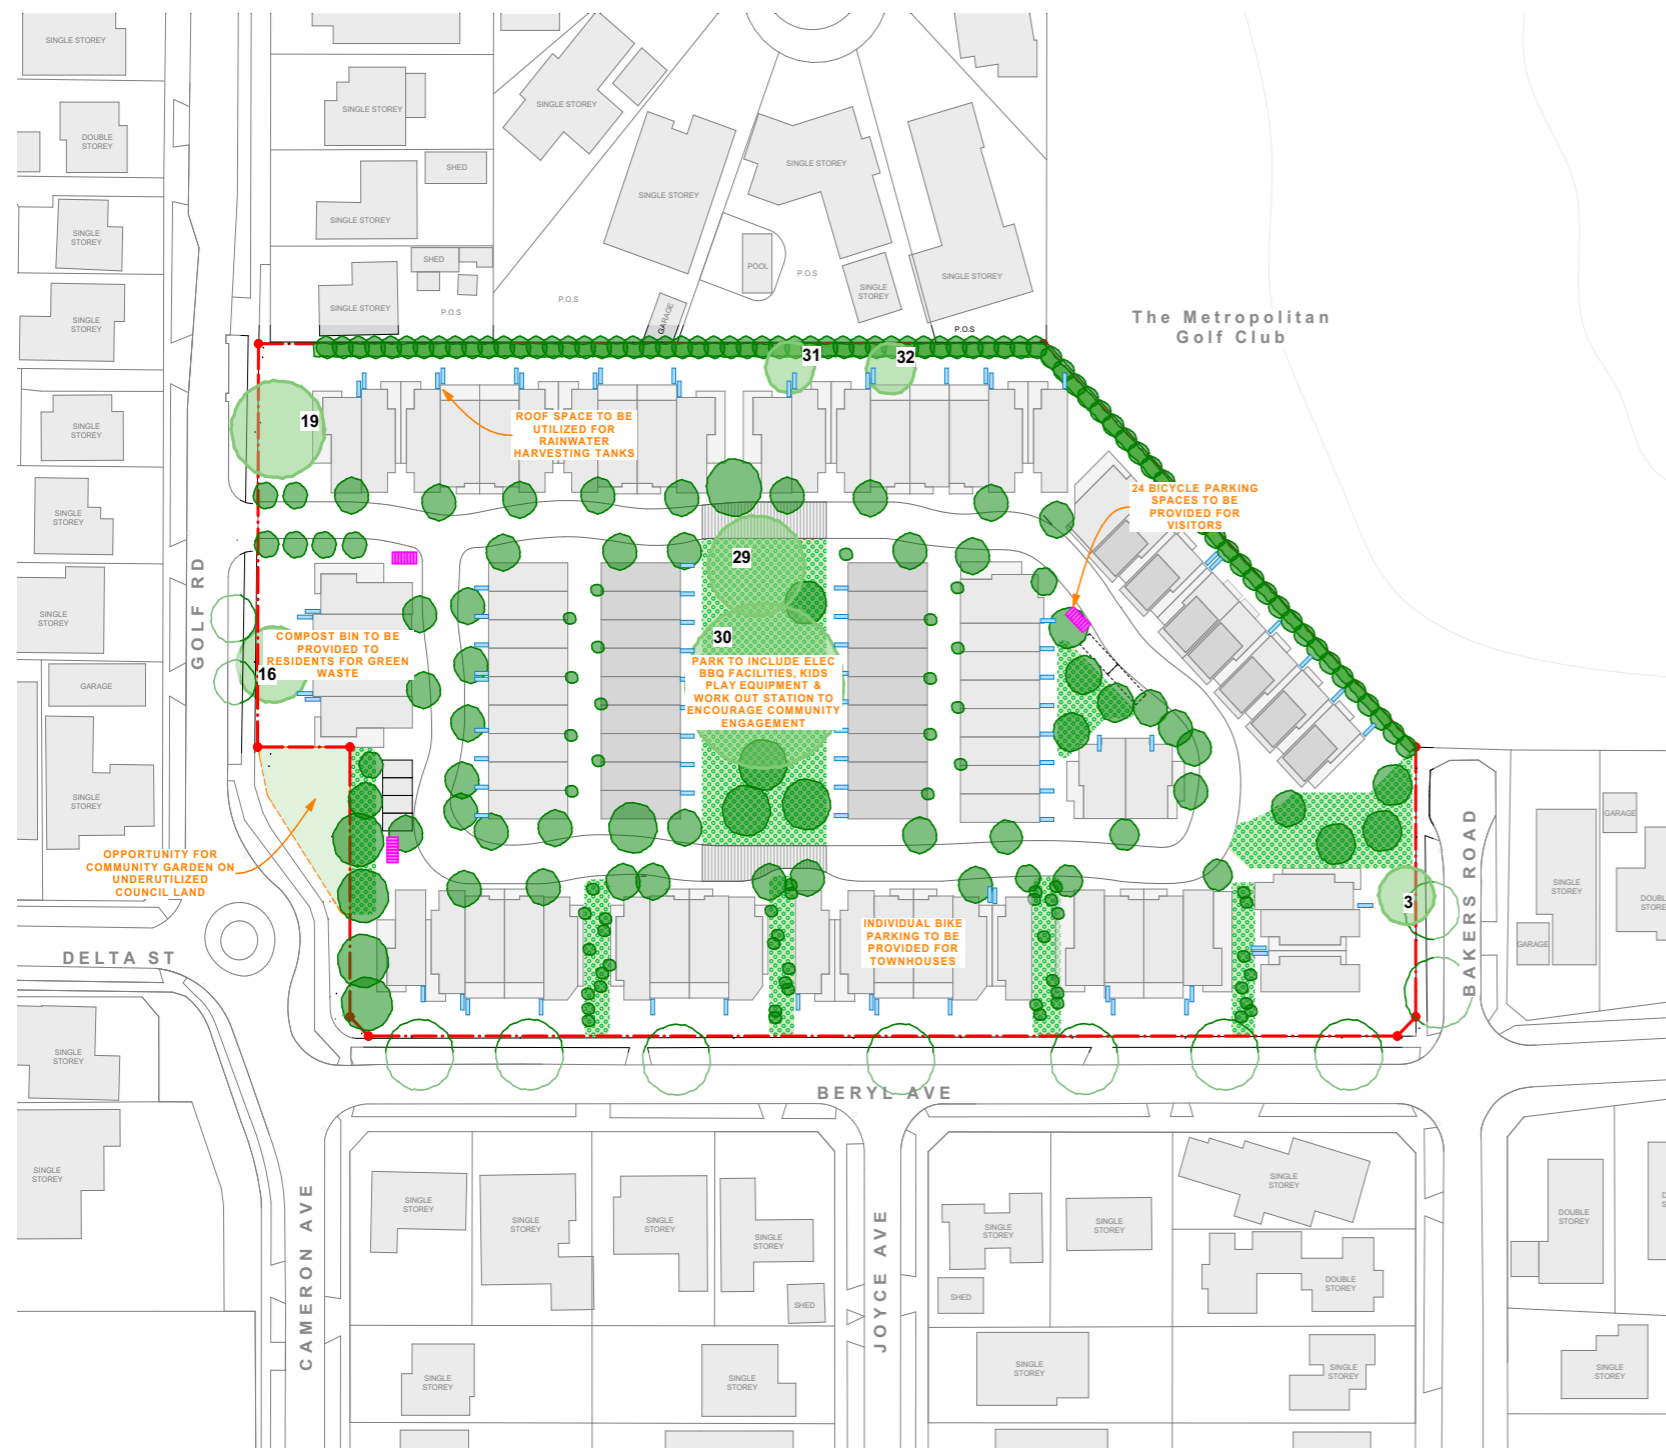 SINGLE STOREY
SINGLE STOREY
SINGLE STOREY
DOUBLE
STOREY
SHED
SINGLE STOREY
SINGLE STOREY
SINGLE STOREY
SINGLE
STOREY
SHED
POOL
P.O.S
SINGLE STOREY
SINGLE
STOREY
P.O.S
SINGLE STOREY
P.O.S
GARAGE
P.O.S
SINGLE
STOREY
The Metropolitan
Golf Club
31
32
19
SINGLE
STOREY
ROOF SPACE TO BE
UTILIZED FOR
RAINWATER
HARVESTING TANKS
24 BICYCLE PARKING
SPACES TO BE
PROVIDED FOR
VISITORS
SINGLE
STOREY
29
GOLF RD
SINGLE
STOREY
30
COMPOST BIN TO BE
PROVIDED TO
RESIDENTS FOR GREEN
WASTE
16
PARK TO INCLUDE ELEC
BBQ FACILITIES, KIDS
PLAY EQUIPMENT &
WORK OUT STATION TO
ENCOURAGE COMMUNITY
ENGAGEMENT
GARAGE
SINGLE
STOREY
OPPORTUNITY FOR
COMMUNITY GARDEN ON
UNDERUTILIZED
COUNCIL LAND
GARAGE
BAKERS ROAD
SINGLE
STOREY
3
INDIVIDUAL BIKE
PARKING TO BE
PROVIDED FOR
TOWNHOUSES
GARAGE
DELTA ST
SINGLE
STOREY
BERYL AVE
SINGLE
STOREY
CAMERON AVE
SINGLE
STOREY
SINGLE
STOREY
SINGLE
STOREY
SINGLE
STOREY
SHED
JOYCE AVE
SINGLE
STOREY
SINGLE
STOREY
SINGLE
STOREY
SHED
DOUBLE
STOREY
DOUBLE
STOREY
SINGLE
STOREY
SINGLE
STOREY
SINGLE
STOREY
SINGLE
STOREY
SINGLE
STOREY